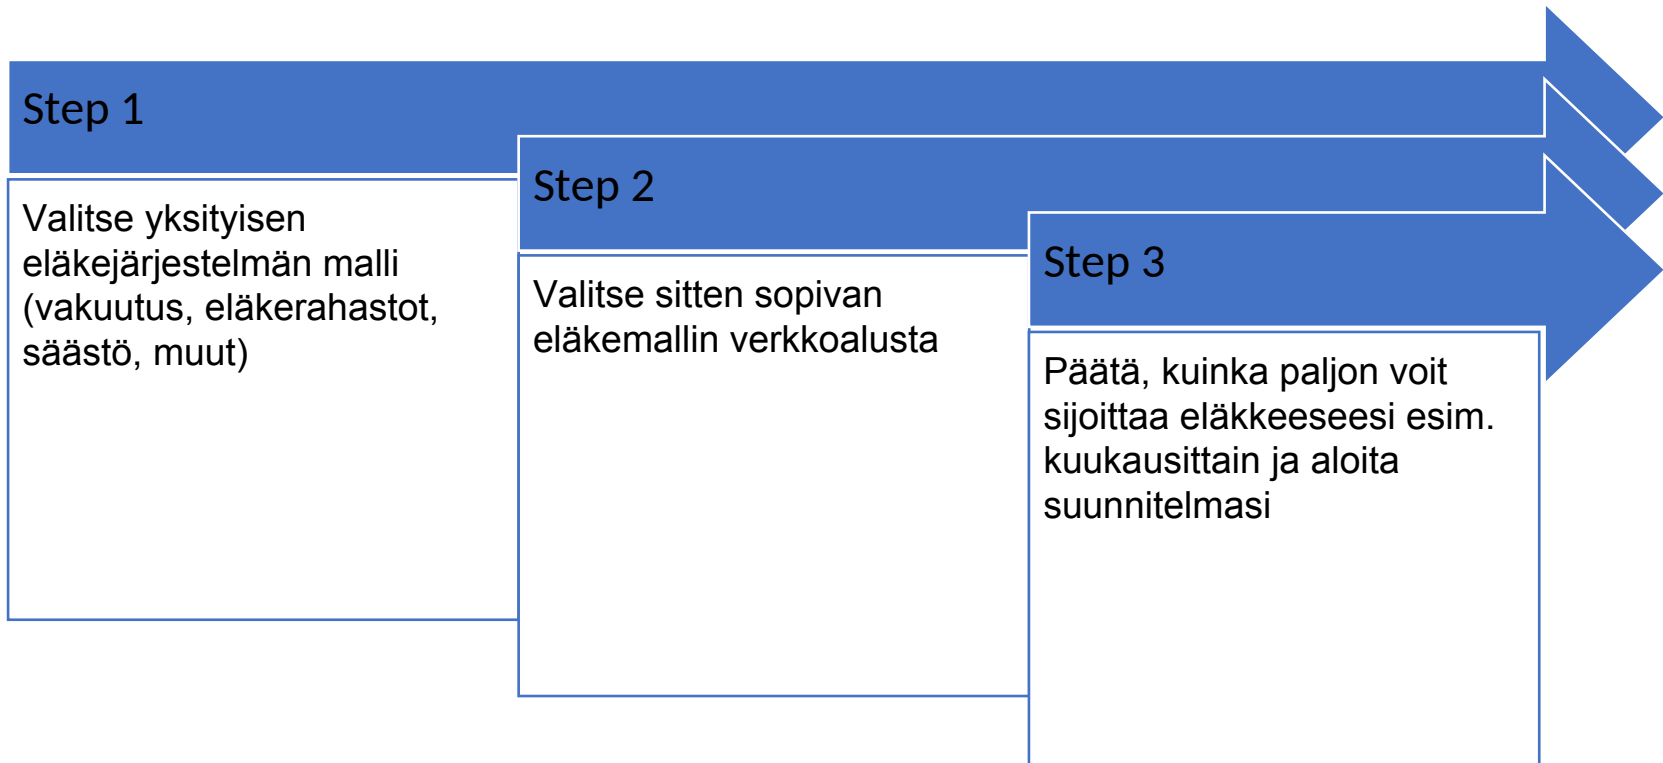 Step 1
Valitse yksityisen
eläkejärjestelmän malli
(vakuutus, eläkerahastot,
säästö, muut)
Step 2
Valitse sitten sopivan
eläkemallin verkkoalusta
Step 3
Päätä, kuinka paljon voit
sijoittaa eläkkeeseesi esim.
kuukausittain ja aloita
suunnitelmasi